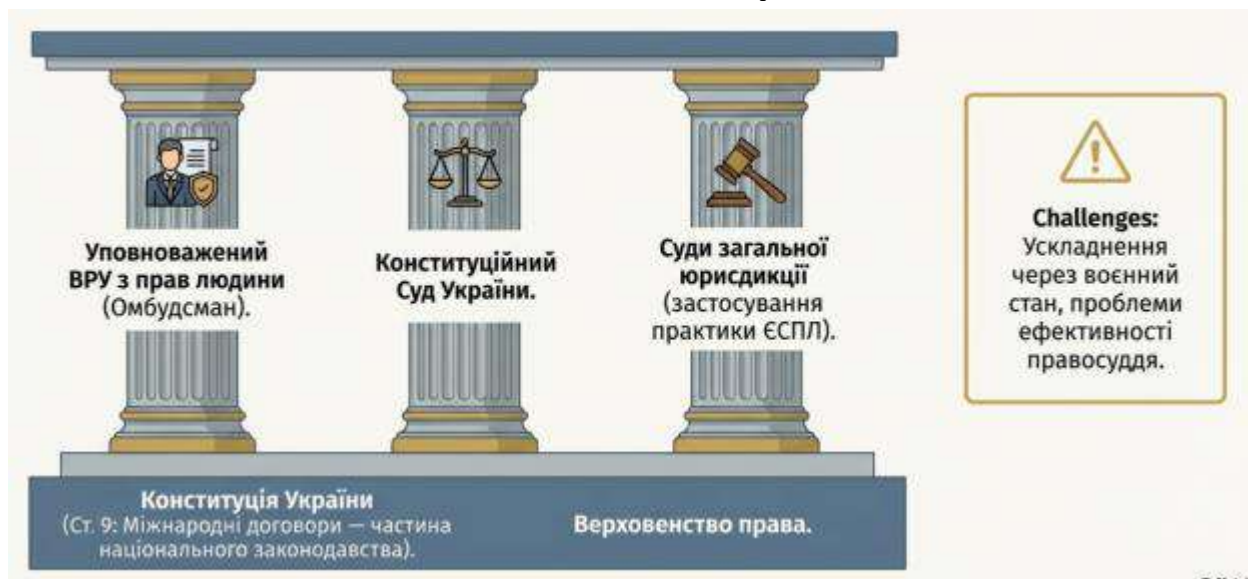 Уповноважений
ВРУ з прав людини
(Омбудсман).
Конституційний
Суд України.
Суди загальної
юрисдикції
(застосування
практики ЄСПЛ).
Challenges:
Ускладнення
через воєнний
стан, проблеми
ефективності
правосуддя.
Конституція України
(Ст. 9: Міжнародні договори — частина
національного законодавства).
Верховенство права.